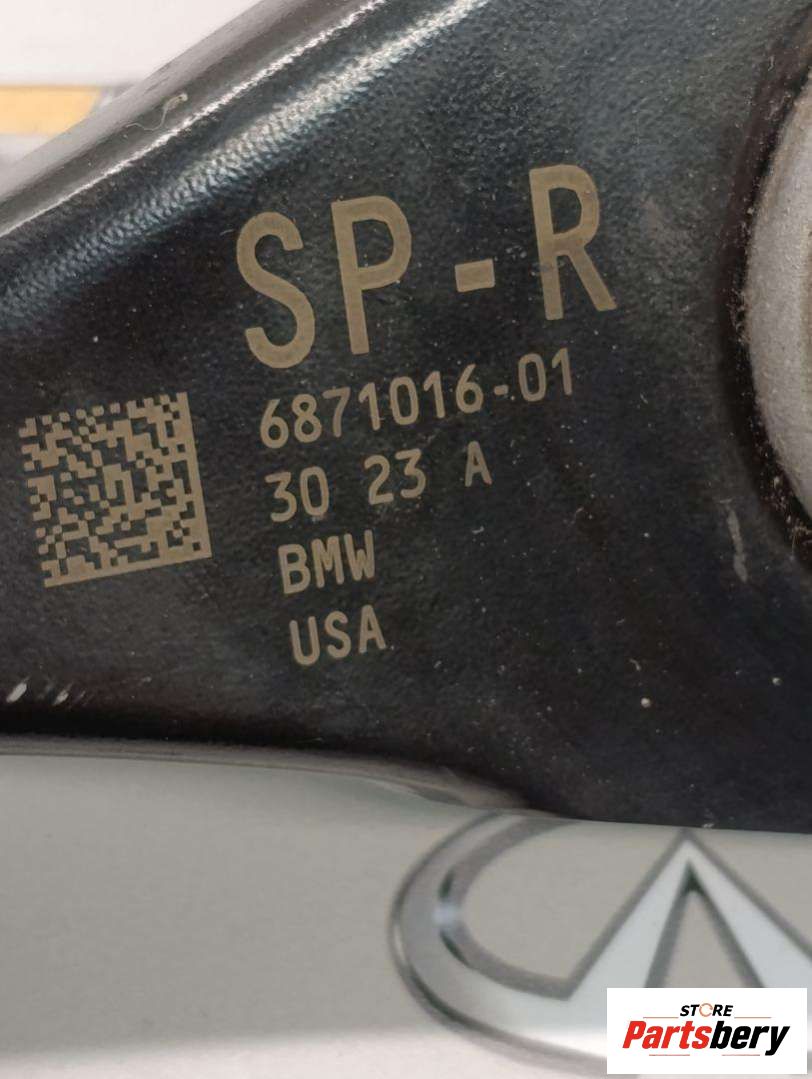 SP-R
6871016-01
30 23 A
BMW
USA
STORE
Partsbery